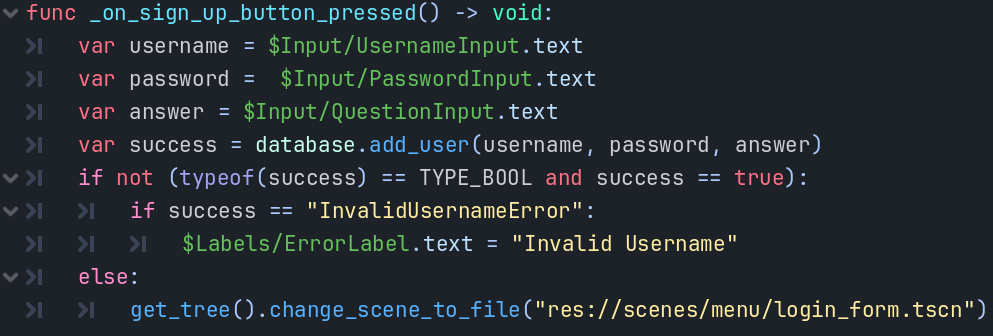 func _on_sign_up_button_pressed() -> void:
	var username = $Input/UsernameInput.text
	var password =  $Input/PasswordInput.text
	var answer = $Input/QuestionInput.text
	var success = database.add_user(username, password, answer)
	if not (typeof(success) == TYPE_BOOL and success == true):
		if success == "InvalidUsernameError":
			$Labels/ErrorLabel.text = "Invalid Username"
	else:
		get_tree().change_scene_to_file("res://scenes/menu/login_form.tscn")